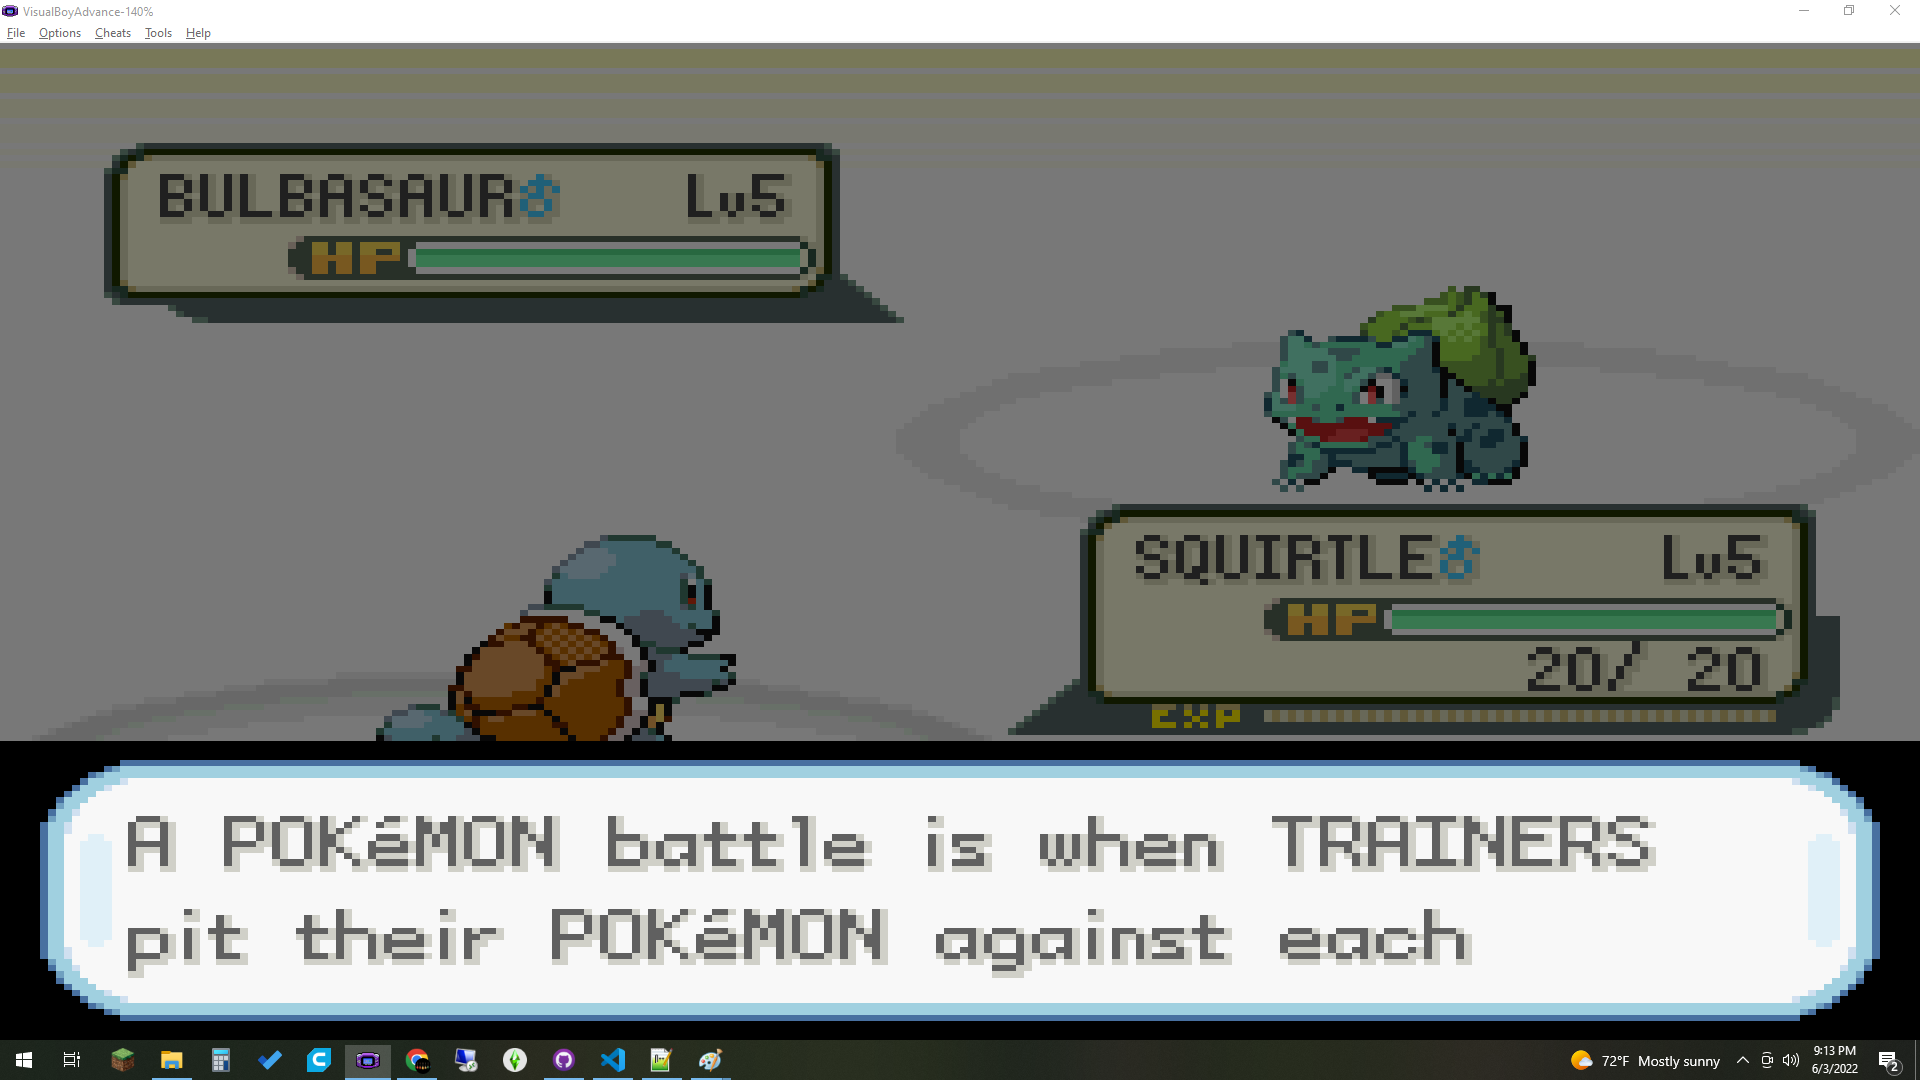 VisualBoyAdvance-140%
File Options Cheats Tools Help
BULBASAUR♂ Lv5
HP
SQUIRTLE♂ Lv5
HP
20/ 20
EXP
A POKéMON battle is when TRAINERS
pit their POKéMON against each
72°F Mostly sunny
9:13 PM
6/3/2022
2